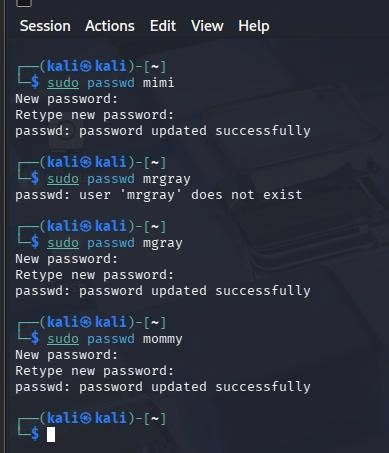 Session Actions Edit View Help
┌──(kali㉿kali)-[~]
└─$ sudo passwd mimi
New password:
Retype new password:
passwd: password updated successfully
┌──(kali㉿kali)-[~]
└─$ sudo passwd mrgray
passwd: user 'mrgray' does not exist
┌──(kali㉿kali)-[~]
└─$ sudo passwd mgray
New password:
Retype new password:
passwd: password updated successfully
┌──(kali㉿kali)-[~]
└─$ sudo passwd mommy
New password:
Retype new password:
passwd: password updated successfully
┌──(kali㉿kali)-[~]
└─$